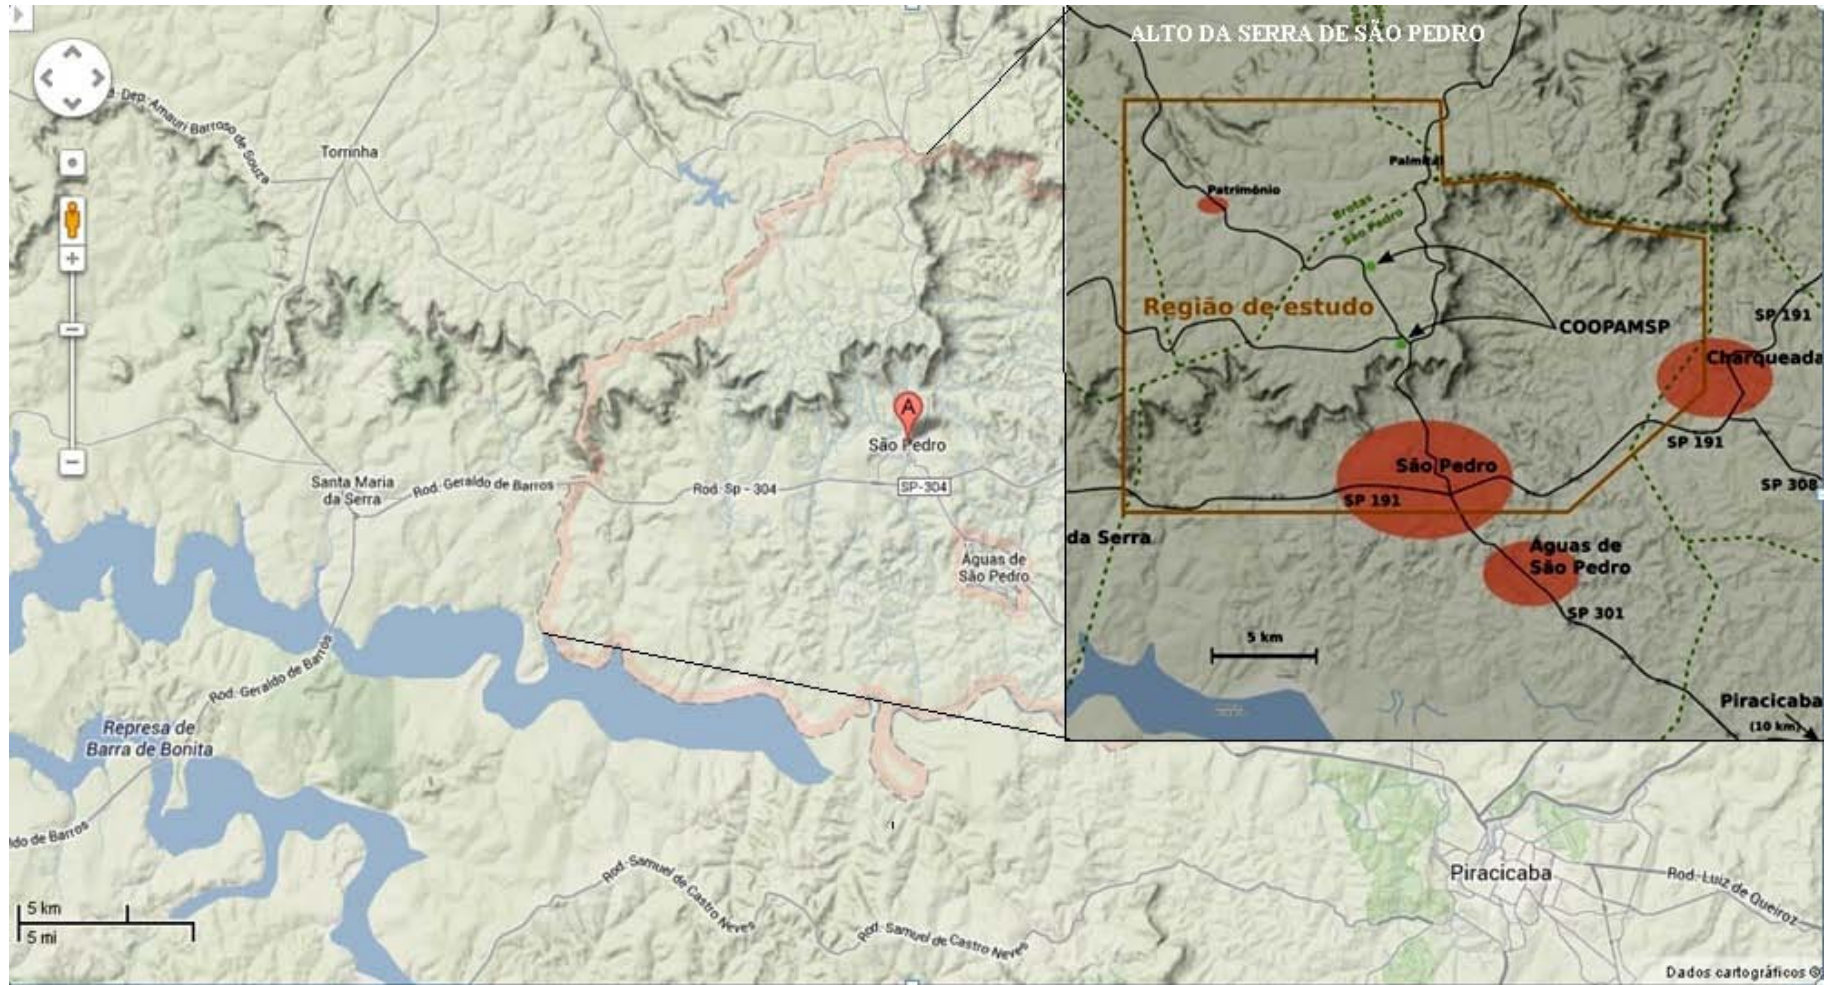 ALTO DA SERRA DE SÃO PEDRO
Dep. Amauri Barroso de Souza
Torrinha
Palmital
Patrimônio
Brotas
São Pedro
Região de estudo
COOPAMSP
SP 191
Charqueada
A
São Pedro
SP-304
Rod. Sp - 304
Rod. Geraldo de Barros
Santa Maria
da Serra
São Pedro
SP 191
SP 191
SP 308
da Serra
Águas de
São Pedro
Águas de
São Pedro
SP 301
5 km
Rod. Geraldo de Barros
Piracicaba
(10 km)
Represa de
Barra de Bonita
ldo de Barros
Rod. Samuel de Castro Neves
Rod. Samuel de Castro Neves
Piracicaba
Rod. Luiz de Queiroz
5 km
5 mi
Dados cartográficos ©